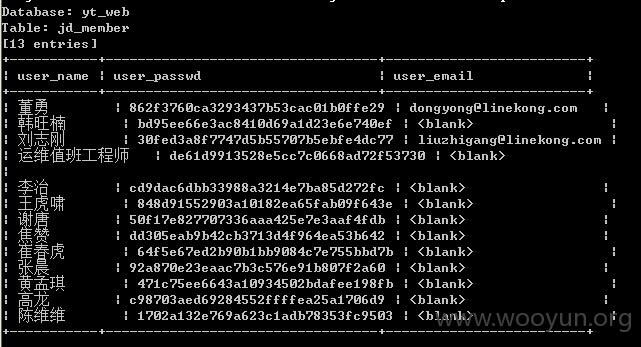 Database: yt_web
Table: jd_member
[13 entries]
| user_name | user_passwd | user_email |
| 董勇 | 862f3760ca3293437b53cac01b0ffe29 | dongyong@linekong.com |
| 韩旺楠 | bd95ee66e3ac8410d69a1d23e6e740ef | <blank> |
| 刘志刚 | 30fed3a8f7747d5b55707b5ebfe4dc77 | liuzhigang@linekong.com |
| 运维值班工程师 | de61d9913528e5cc7c0668ad72f53730 | <blank> |
| 李治 | cd9dac6dbb33988a3214e7ba85d272fc | <blank> |
| 王虎啸 | 848d91552903a10182ea65fab09f643e | <blank> |
| 谢唐 | 50f17e827707336aaa425e7e3aaf4fdb | <blank> |
| 焦赞 | dd305eab9b42cb3713d4f964ea53b642 | <blank> |
| 崔春虎 | 64f5e67ed2b90b1bb9084c7e755bbd7b | <blank> |
| 张晨 | 92a870e23eaac7b3c576e91b807f2a60 | <blank> |
| 黄孟琪 | 471c75ee6643a10934502bdafee198fb | <blank> |
| 高龙 | c98703aed69284552ffffea25a1706d9 | <blank> |
| 陈维维 | 1702a132e769a623c1adb78353fc9503 | <blank> |
www.wooyun.org